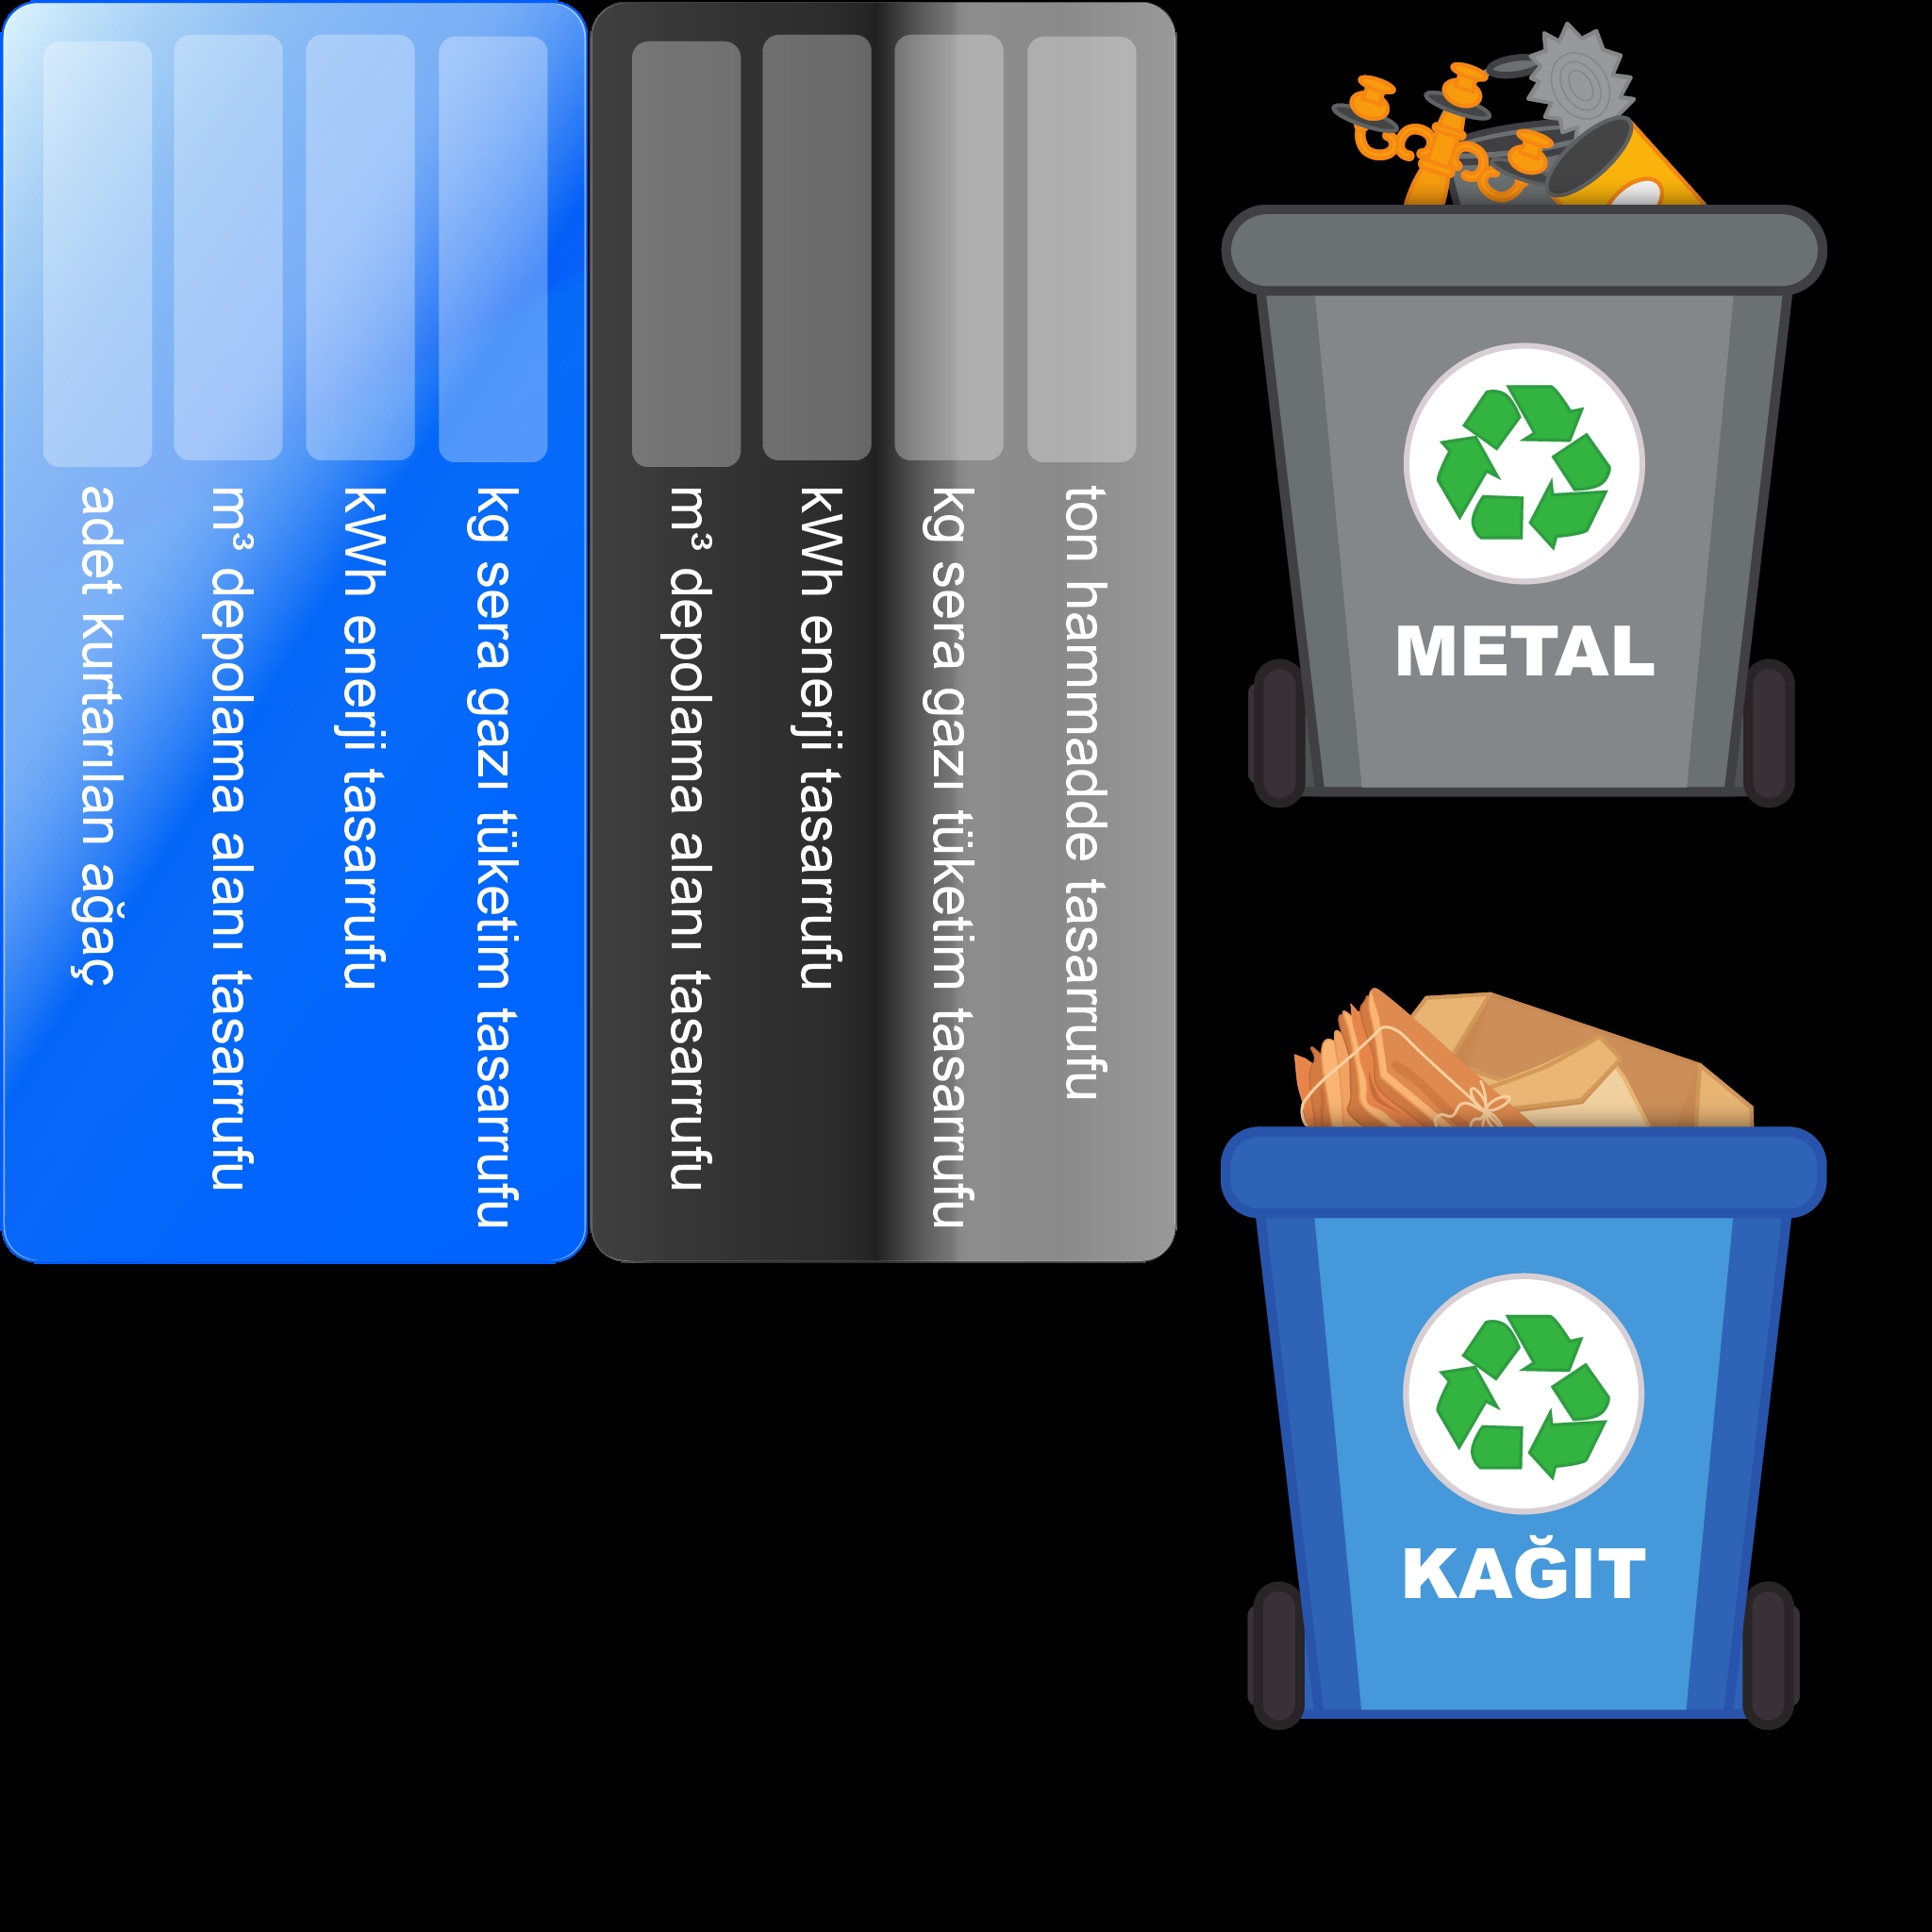 kg sera gazı tüketim tasarrufu
kWh enerji tasarrufu
m³ depolama alanı tasarrufu
adet kurtarılan ağaç
ton hammadde tasarrufu
kg sera gazı tüketim tasarrufu
kWh enerji tasarrufu
m³ depolama alanı tasarrufu
METAL
KAĞIT